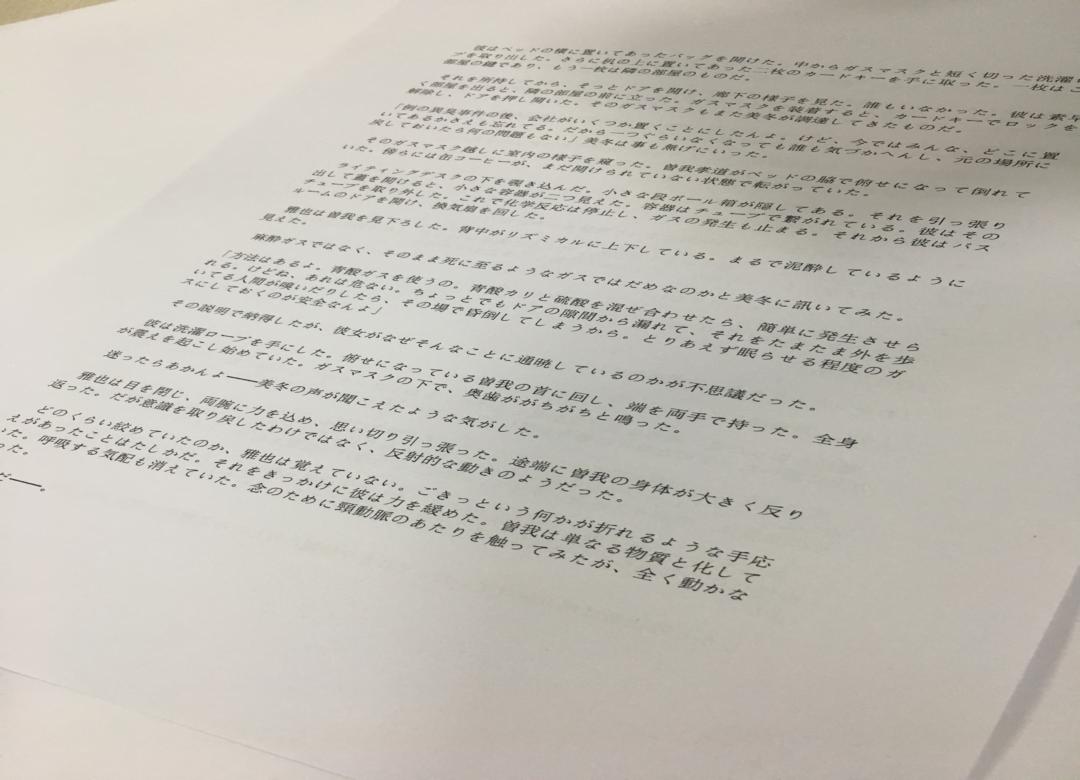 彼はベッドの横に置いてあったバッグを開けた。中からガスマスクと短く切った洗濯
プを取り出した。さらに机の上に置いてあった二枚のカードキーを手に取った。一枚はこ
部屋の鍵であり、もう一枚は隣の部屋のものだ。
それを所持してから、そっとドアを開け、廊下の様子を見た。誰もいなかった。彼は素早
く部屋を出ると、隣の部屋の前に立った。ガスマスクを装着すると、カードキーでロックを
解除し、ドアを押し開いた。そのガスマスクもまた美冬が調達してきたものだ。
「例の異臭事件の後、会社がいくつか置くことにしたんよ。けど、今ではみんな、どこに置
いてあるかさえも忘れてる。だから一つぐらいなくなっても誰も気づかへんし、元の場所に
戻しておいたら何の問題もない」美冬は事も無げにいった。
そのガスマスク越しに室内の様子を窺った。曽我孝道がベッドの脇で俯せになって倒れて
いた。傍らには缶コーヒーが、まだ開けられていない状態で転がっていた。
ライティングデスクの下を覗き込んだ。小さな段ボール箱が隠してある。それを引っ張り
出して蓋を開けると、小さな容器が二つ見えた。容器はチューブで繋がれている。彼はその
チューブを取り外した。これで化学反応は停止し、ガスの発生も止まる。それから彼はバス
ルームのドアを開け、換気扇を回した。
雅也は曽我を見下ろした。背中がリズミカルに上下している。まるで泥酔しているように
見えた。
麻酔ガスではなく、そのまま死に至るようなガスではだめなのかと美冬に訊いてみた。
「方法はあるよ。青酸ガスを使うの。青酸カリと硫酸を混ぜ合わせたら、簡単に発生させら
れる。けどね、あれは危ない。ちょっとでもドアの隙間から漏れて、それをたまたま外を歩
いてる人間が嗅いだりしたら、その場で昏倒してしまうから。とりあえず眠らせる程度のガ
スにしておくのが安全なんよ」
その説明で納得したが、彼女がなぜそんなことに通暁しているのかが不思議だった。
彼は洗濯ロープを手にした。俯せになっている曽我の首に回し、端を両手で持った。全身
が震えを起こし始めていた。ガスマスクの下で、奥歯ががちがちと鳴った。
迷ったらあかんよ――美冬の声が聞こえたような気がした。
雅也は目を閉じ、両腕に力を込め、思い切り引っ張った。途端に曽我の身体が大きく反り
返った。だが意識を取り戻したわけではなく、反射的な動きのようだった。
どのくらい絞めていたのか、雅也は覚えていない。ごきっという何かが折れるような手応
えがあったことはたしかだ。それをきっかけに彼は力を緩めた。曽我は単なる物質と化して
いた。呼吸する気配も消えていた。念のために頸動脈のあたりを触ってみたが、全く動かな
った。
だ――。